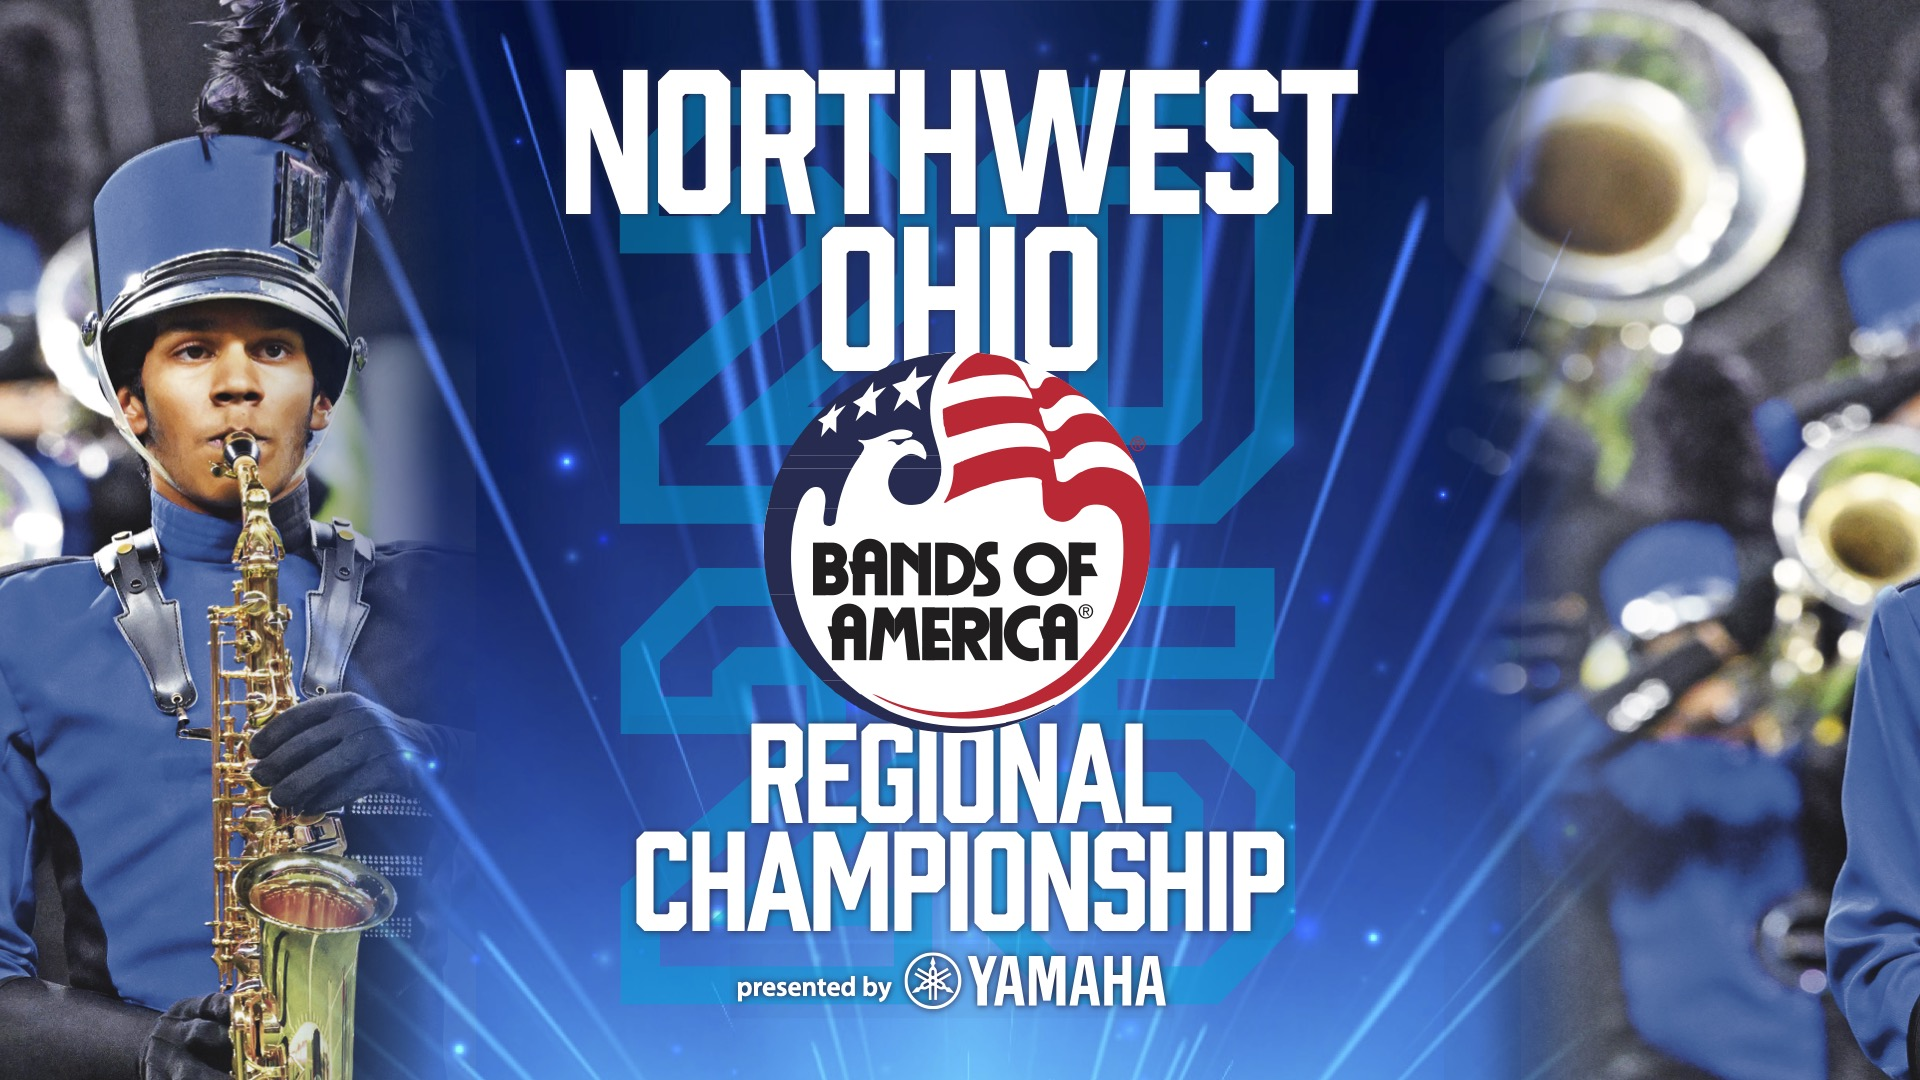 NORTHWEST
OHIO
BANDS OF
AMERICA®
REGIONAL
CHAMPIONSHIP
presented by YAMAHA